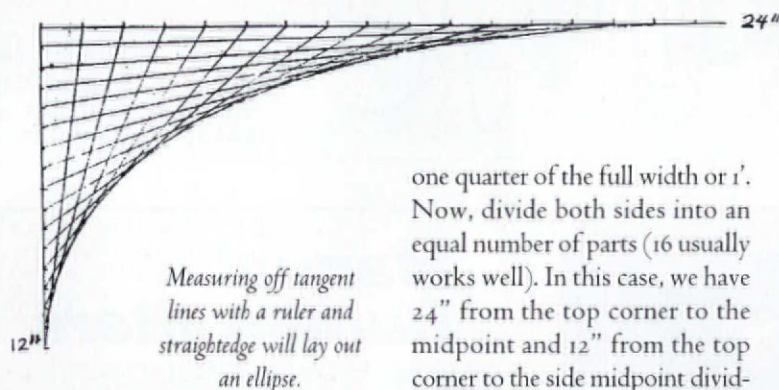 24"
one quarter of the full width or 1'.
Now, divide both sides into an
equal number of parts (16 usually
works well). In this case, we have
24” from the top corner to the
midpoint and 12” from the top
corner to the side midpoint divid-
Measuring off tangent
lines with a ruler and
straightedge will lay out
an ellipse.
12"